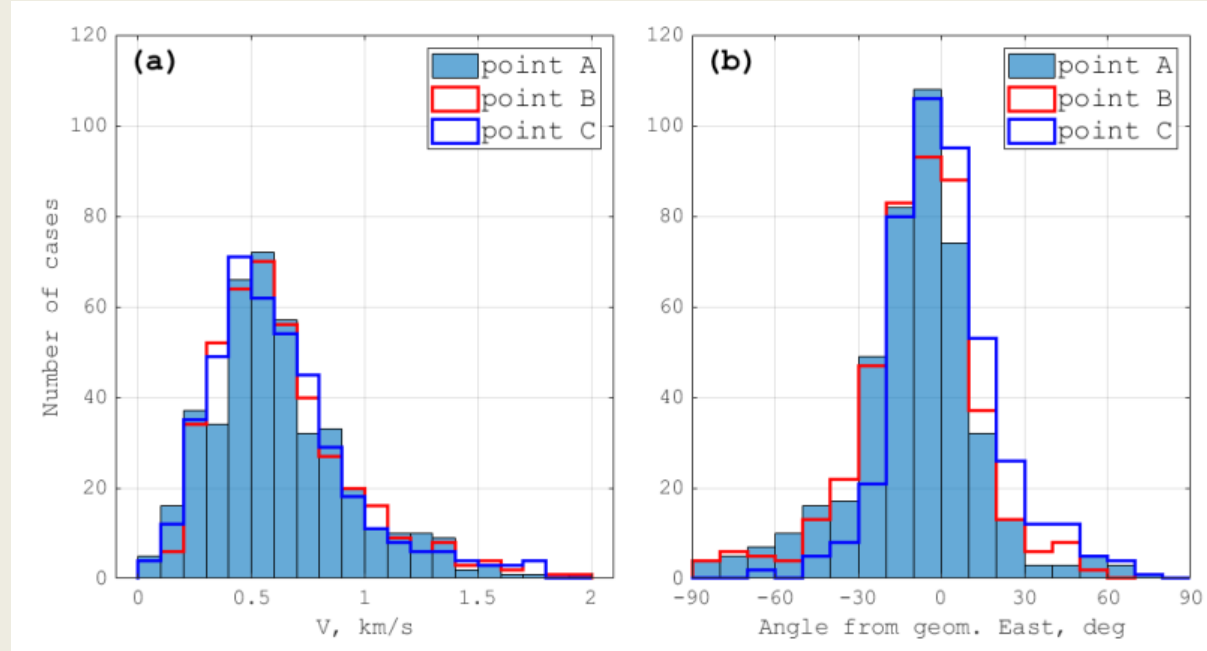 (a)
point A
point B
point C
120
100
80
60
40
20
0
Number of cases
0 0.5 1 1.5 2
V, km/s
(b)
point A
point B
point C
120
100
80
60
40
20
0
-90 -60 -30 0 30 60 90
Angle from geom. East, deg